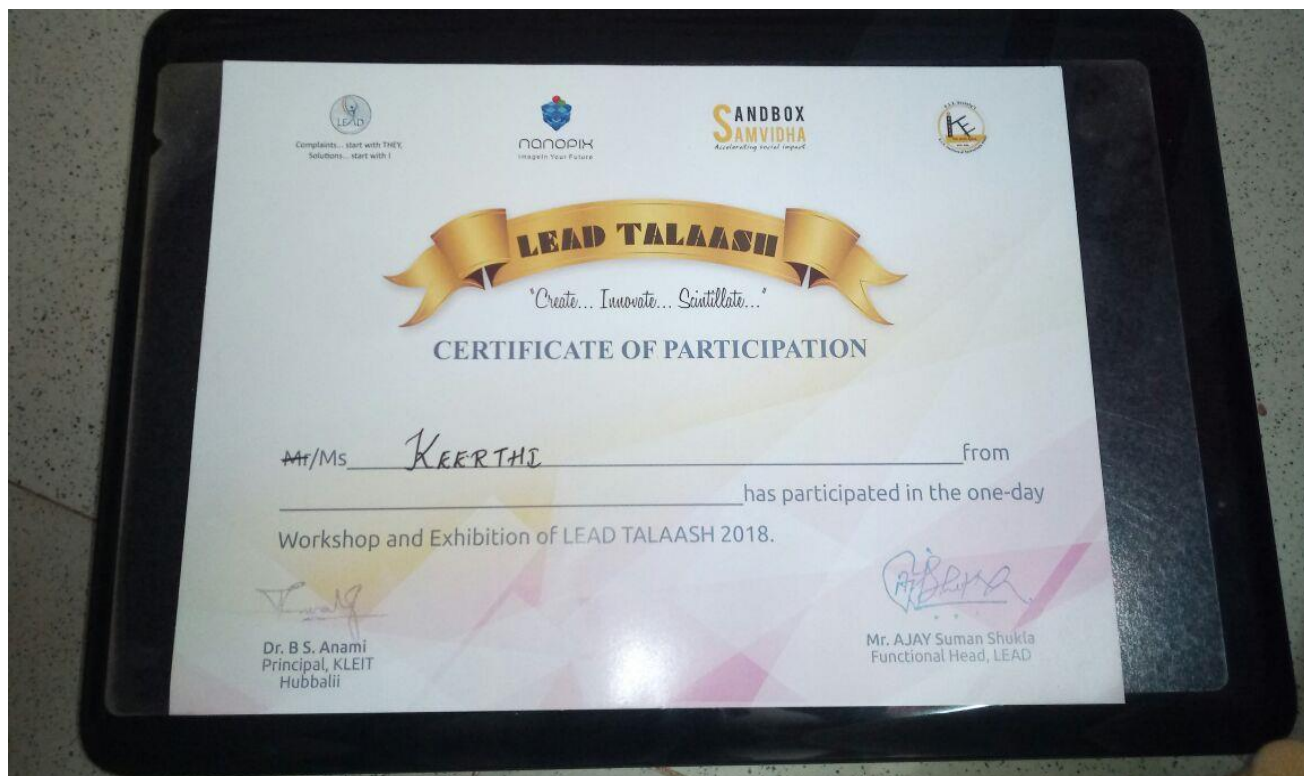 LEAD
Complaints... start with THEY,
Solutions... start with I
nanopix
Imagein Your Future
SANDBOX
SAMVIDHA
Accelerating social impact
LEAD TALAASH
"Create... Innovate... Scintillate..."
CERTIFICATE OF PARTICIPATION
Mr/Ms KEERTHI from
has participated in the one-day
Workshop and Exhibition of LEAD TALAASH 2018.
Dr. B S. Anami
Principal, KLEIT
Hubbalii
Mr. AJAY Suman Shukla
Functional Head, LEAD